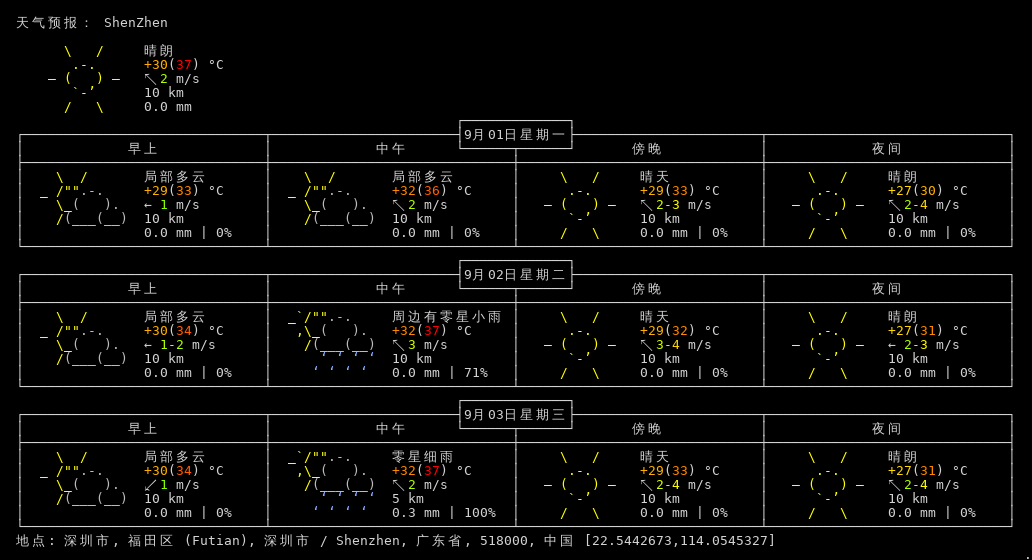 天气预报： ShenZhen
晴朗
+30(37) °C
↖ 2 m/s
10 km
0.0 mm
9月01日星期一
早上 中午 傍晚 夜间
局部多云 局部多云 晴天 晴朗
+29(33) °C +32(36) °C +29(33) °C +27(30) °C
← 1 m/s ↖ 2 m/s ↖ 2-3 m/s ↖ 2-4 m/s
10 km 10 km 10 km 10 km
0.0 mm | 0% 0.0 mm | 0% 0.0 mm | 0% 0.0 mm | 0%
9月02日星期二
早上 中午 傍晚 夜间
局部多云 周边有零星小雨 晴天 晴朗
+30(34) °C +32(37) °C +29(32) °C +27(31) °C
← 1-2 m/s ↖ 3 m/s ↖ 3-4 m/s ← 2-3 m/s
10 km 10 km 10 km 10 km
0.0 mm | 0% 0.0 mm | 71% 0.0 mm | 0% 0.0 mm | 0%
9月03日星期三
早上 中午 傍晚 夜间
局部多云 零星细雨 晴天 晴朗
+30(34) °C +32(37) °C +29(33) °C +27(31) °C
↙ 1 m/s ↖ 2 m/s ↖ 2-4 m/s ↖ 2-4 m/s
10 km 5 km 10 km 10 km
0.0 mm | 0% 0.3 mm | 100% 0.0 mm | 0% 0.0 mm | 0%
地点: 深圳市, 福田区 (Futian), 深圳市 / Shenzhen, 广东省, 518000, 中国 [22.5442673,114.0545327]